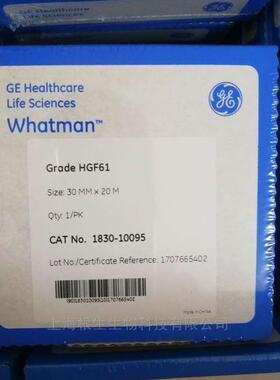 GE Healthcare
Life Sciences
Whatman™
Grade HGF61
Size: 30 MM x 20 M
Qty: 1/PK
CAT No. 1830-10095
Lot No./Certificate Reference: 1707665402
MADE IN CHINA